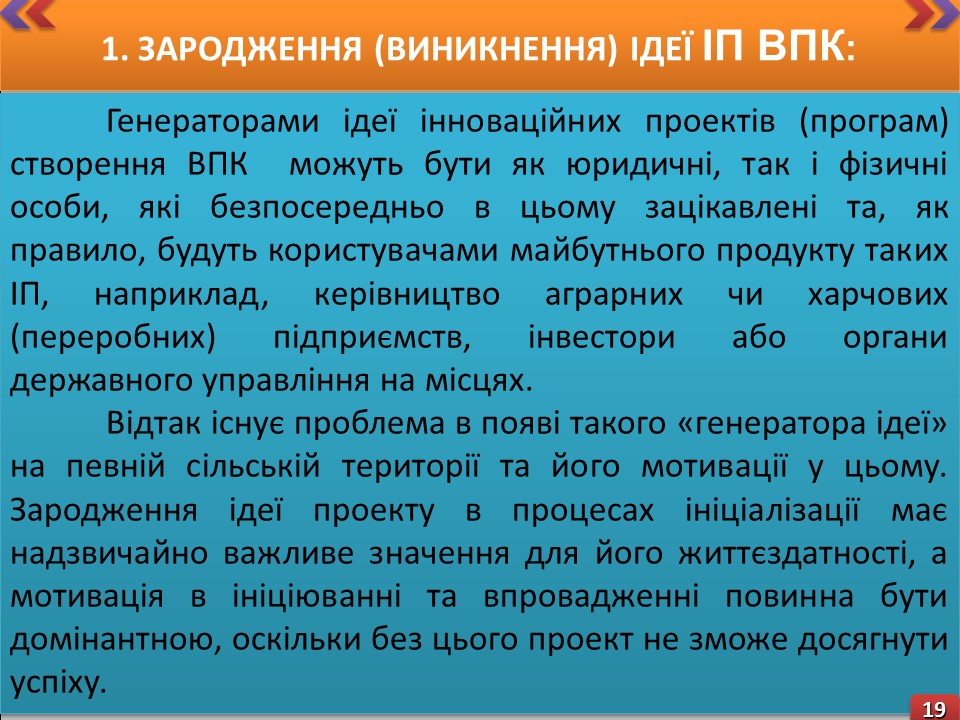 1. ЗАРОДЖЕННЯ (ВИНИКНЕННЯ) ІДЕЇ ІП ВПК:
Генераторами ідеї інноваційних проектів (програм)
створення ВПК можуть бути як юридичні, так і фізичні
особи, які безпосередньо в цьому зацікавлені та, як
правило, будуть користувачами майбутнього продукту таких
ІП, наприклад, керівництво аграрних чи харчових
(переробних) підприємств, інвестори або органи
державного управління на місцях.
Відтак існує проблема в появі такого «генератора ідеї»
на певній сільській території та його мотивації у цьому.
Зародження ідеї проекту в процесах ініціалізації має
надзвичайно важливе значення для його життєздатності, а
мотивація в ініціюванні та впровадженні повинна бути
домінантною, оскільки без цього проект не зможе досягнути
успіху.
19